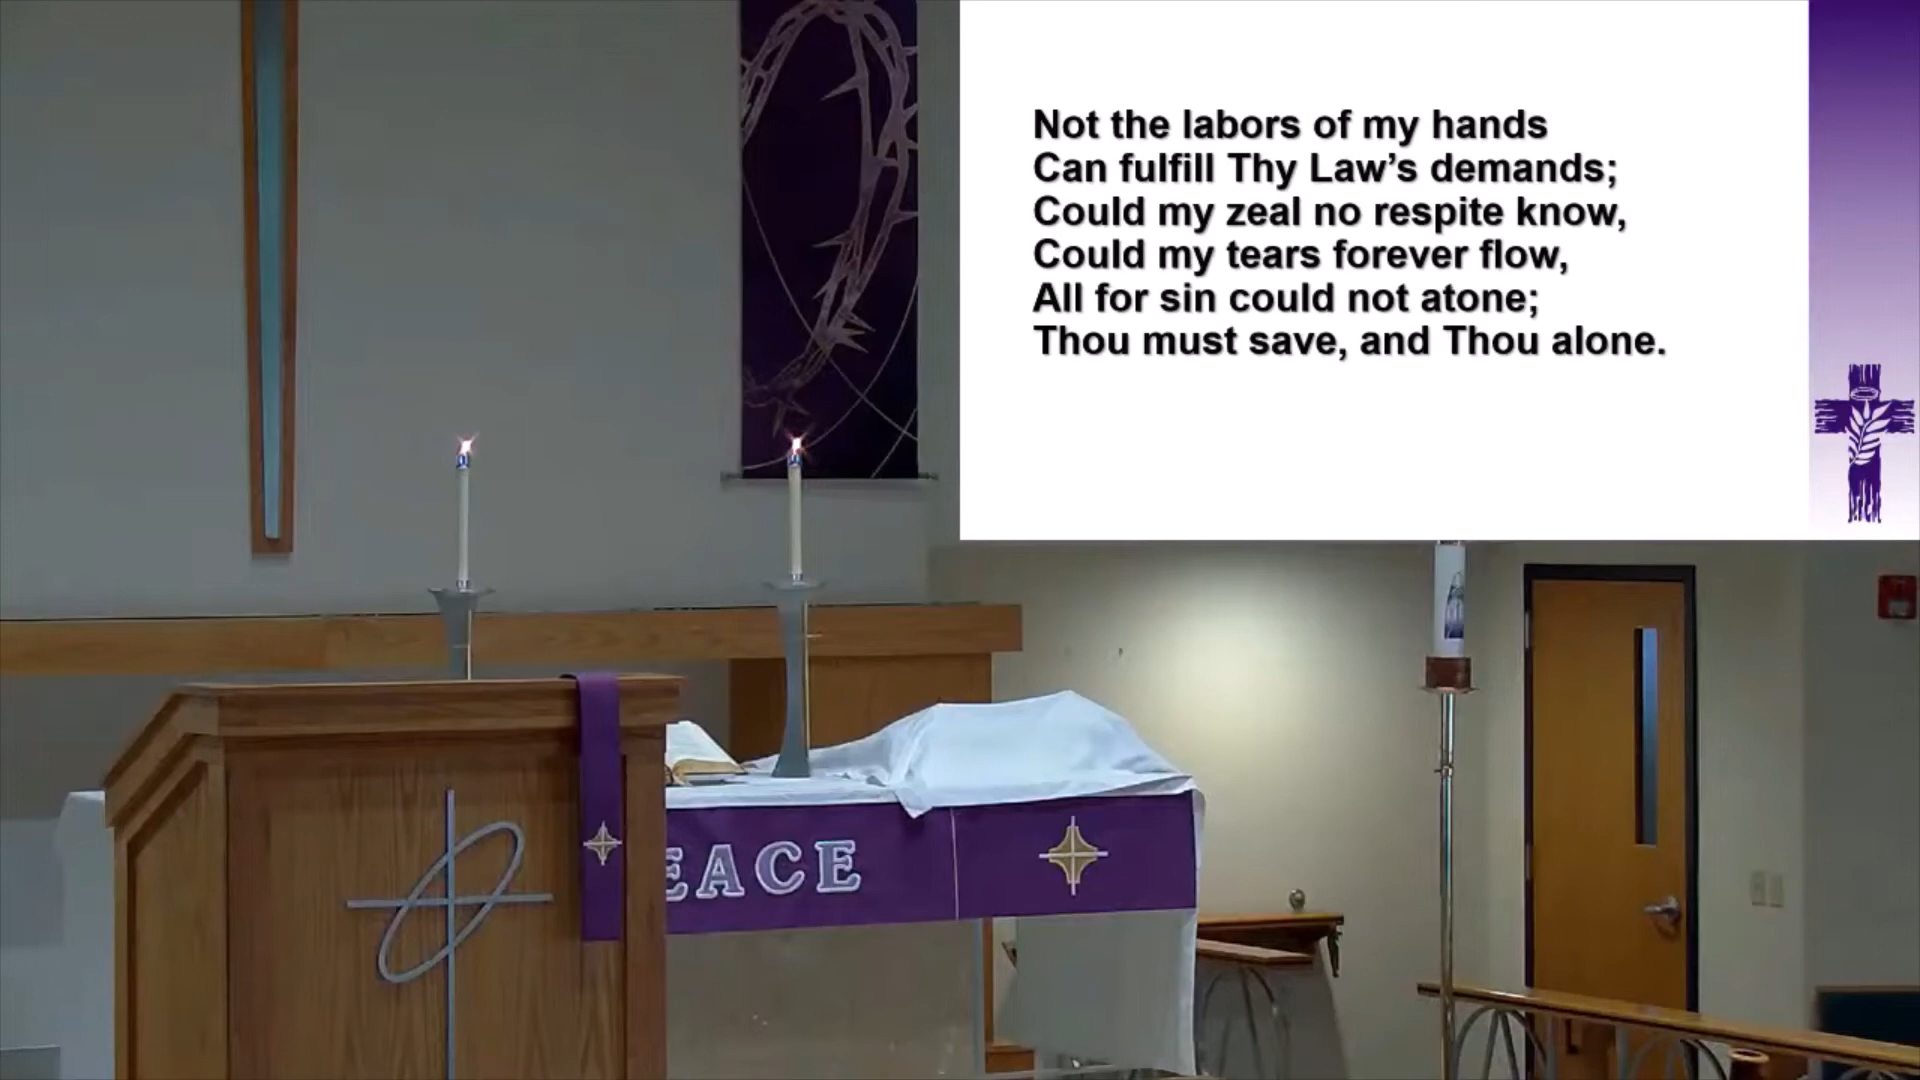 Not the labors of my hands
Can fulfill Thy Law’s demands;
Could my zeal no respite know,
Could my tears forever flow,
All for sin could not atone;
Thou must save, and Thou alone.
EACE